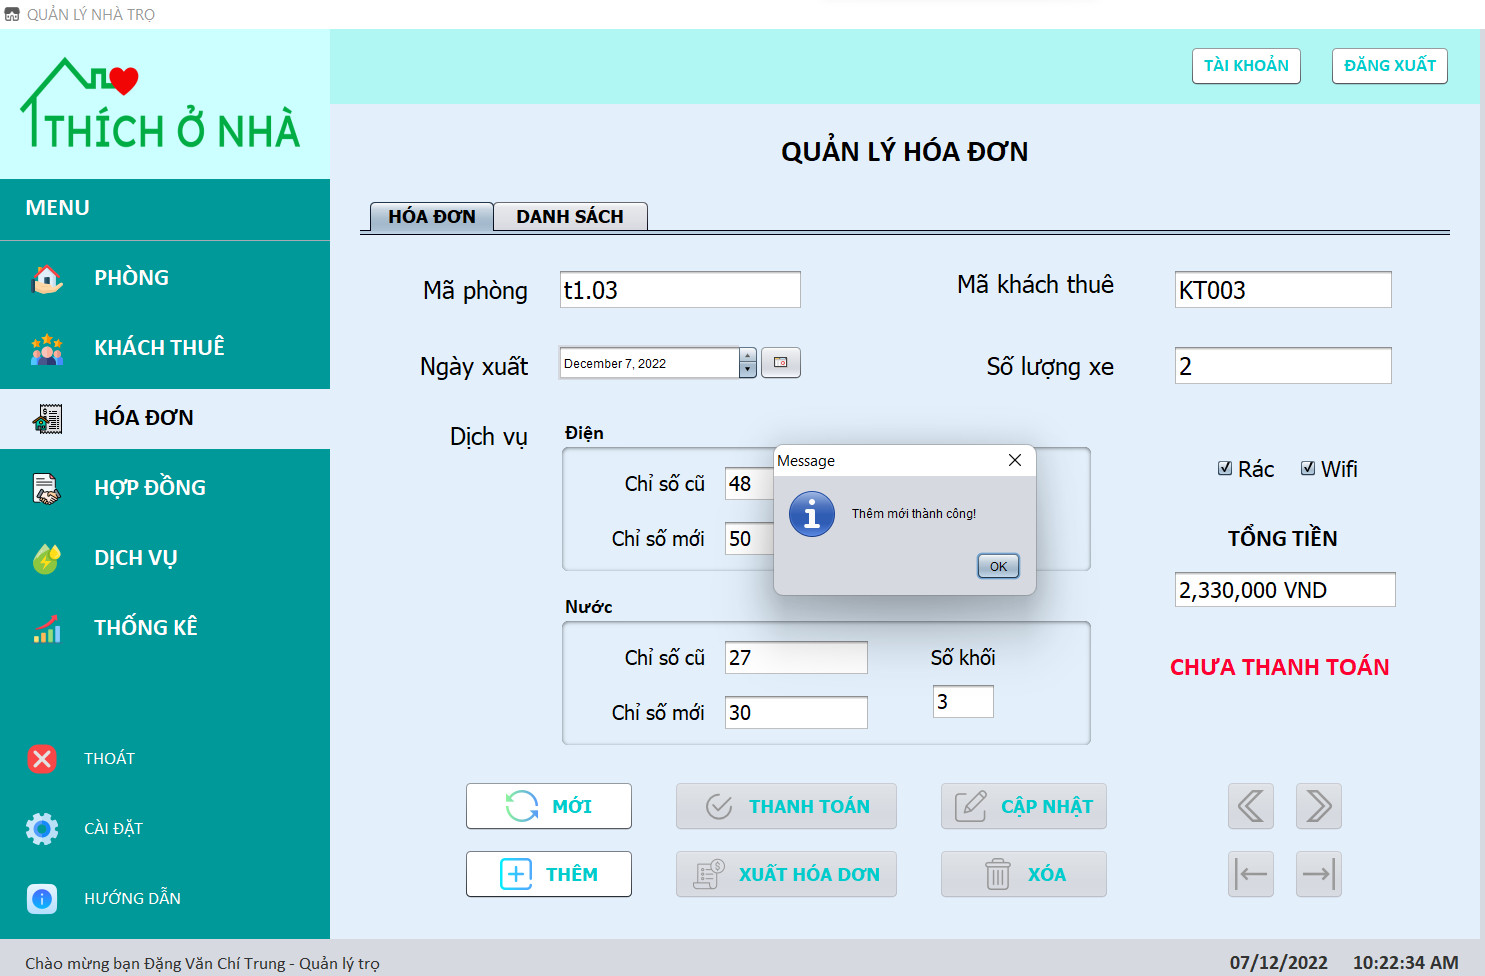 QUẢN LÝ NHÀ TRỌ
THÍCH Ở NHÀ
TÀI KHOẢN
ĐĂNG XUẤT
MENU
PHÒNG
KHÁCH THUÊ
HÓA ĐƠN
HỢP ĐỒNG
DỊCH VỤ
THỐNG KÊ
THOÁT
CÀI ĐẶT
HƯỚNG DẪN
QUẢN LÝ HÓA ĐƠN
HÓA ĐƠN DANH SÁCH
Mã phòng t1.03
Mã khách thuê KT003
Ngày xuất December 7, 2022
Số lượng xe 2
Dịch vụ
Điện
Chỉ số cũ 48
Chỉ số mới 50
Message
Thêm mới thành công!
OK
Rác Wifi
TỔNG TIỀN
2,330,000 VND
CHƯA THANH TOÁN
Nước
Chỉ số cũ 27
Số khối
Chỉ số mới 30
3
MỚI THANH TOÁN CẬP NHẬT
THÊM XUẤT HÓA DƠN XÓA
Chào mừng bạn Đặng Văn Chí Trung - Quản lý trọ
07/12/2022 10:22:34 AM